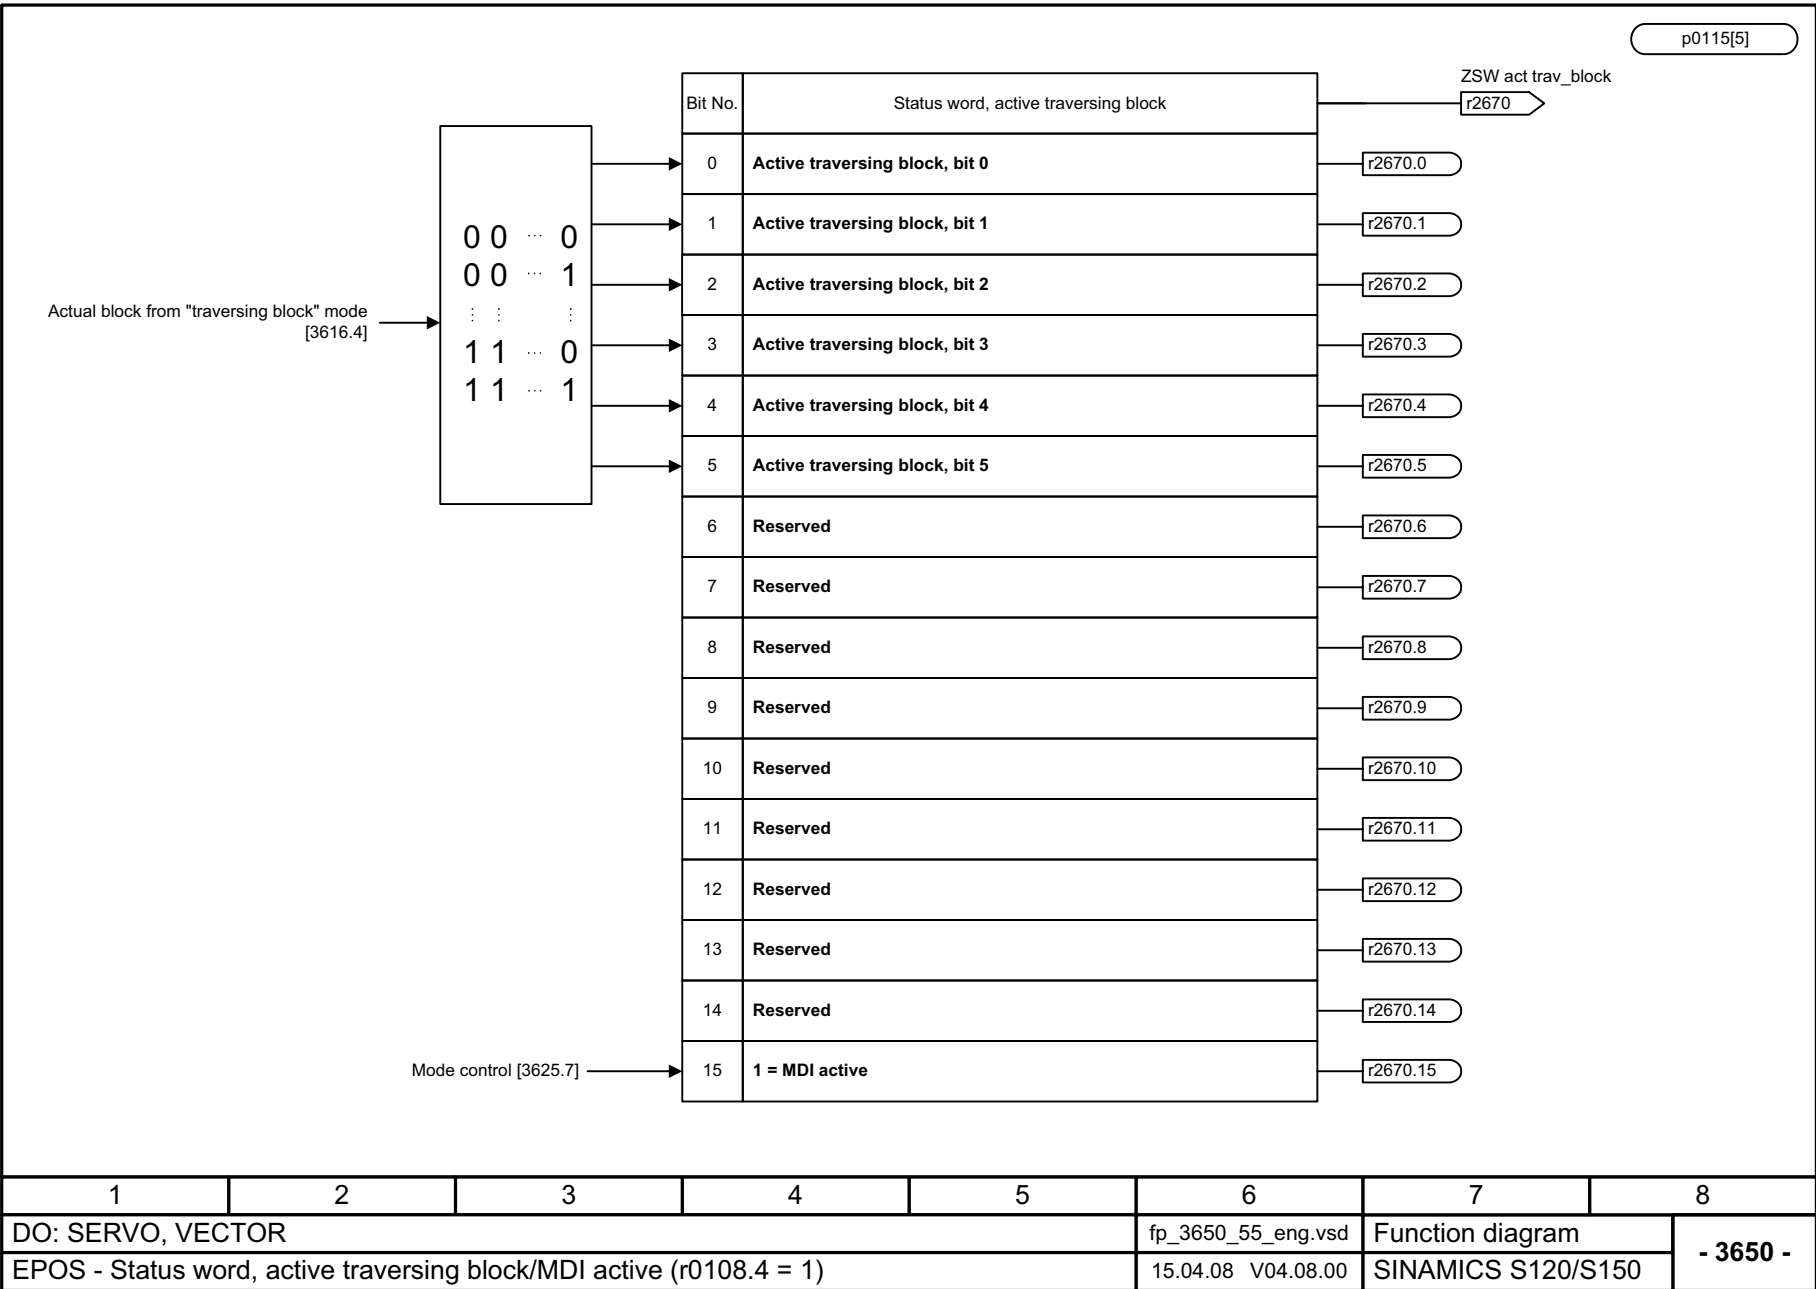 p0115[5]
ZSW act trav_block
Bit No. Status word, active traversing block r2670
0 Active traversing block, bit 0 r2670.0
1 Active traversing block, bit 1 r2670.1
0 0 ... 0
0 0 ... 1
⋮ ⋮ ⋮
1 1 ... 0
1 1 ... 1
2 Active traversing block, bit 2 r2670.2
Actual block from "traversing block" mode
[3616.4]
3 Active traversing block, bit 3 r2670.3
4 Active traversing block, bit 4 r2670.4
5 Active traversing block, bit 5 r2670.5
6 Reserved r2670.6
7 Reserved r2670.7
8 Reserved r2670.8
9 Reserved r2670.9
10 Reserved r2670.10
11 Reserved r2670.11
12 Reserved r2670.12
13 Reserved r2670.13
14 Reserved r2670.14
Mode control [3625.7] 15 1 = MDI active r2670.15
1 2 3 4 5 6 7 8
DO: SERVO, VECTOR fp_3650_55_eng.vsd Function diagram
- 3650 -
EPOS - Status word, active traversing block/MDI active (r0108.4 = 1) 15.04.08 V04.08.00 SINAMICS S120/S150